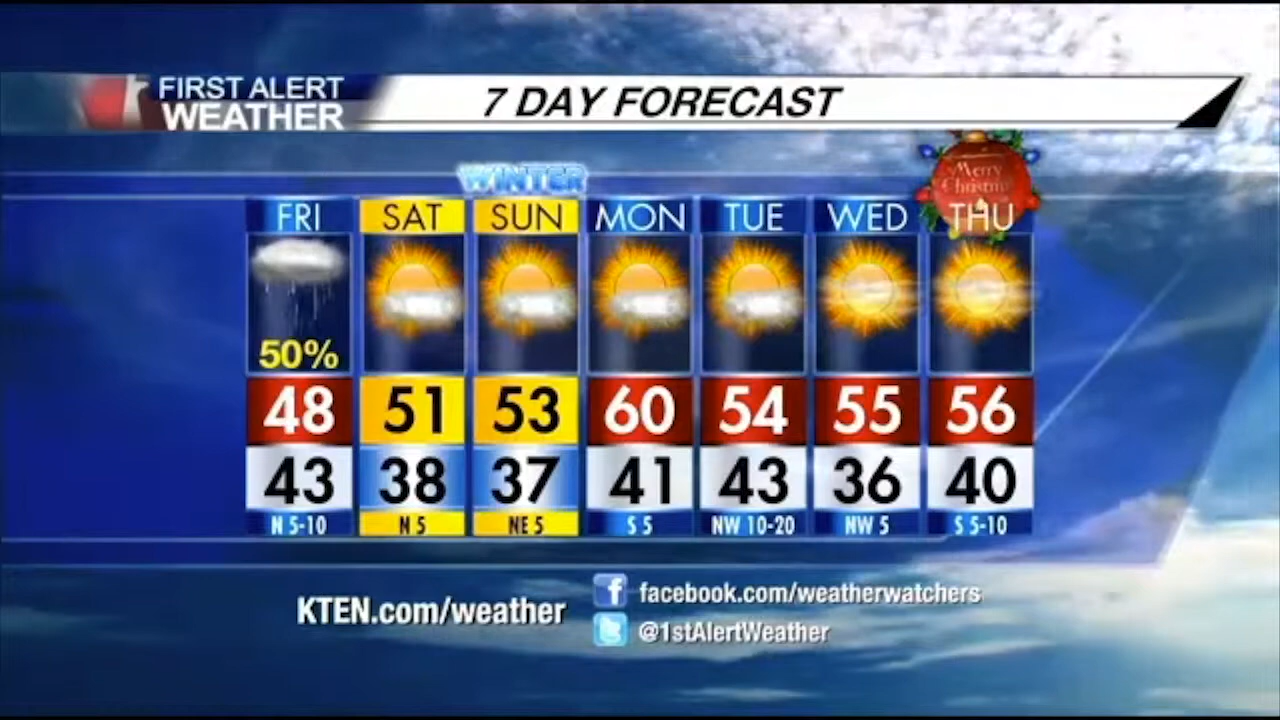 FIRST ALERT
WEATHER
7 DAY FORECAST
WINTER
Merry
Christmas
FRI SAT SUN MON TUE WED THU
50%
48 51 53 60 54 55 56
43 38 37 41 43 36 40
N 5-10 N 5 NE 5 S 5 NW 10-20 NW 5 S 5-10
KTEN.com/weather
facebook.com/weatherwatchers
@1stAlertWeather